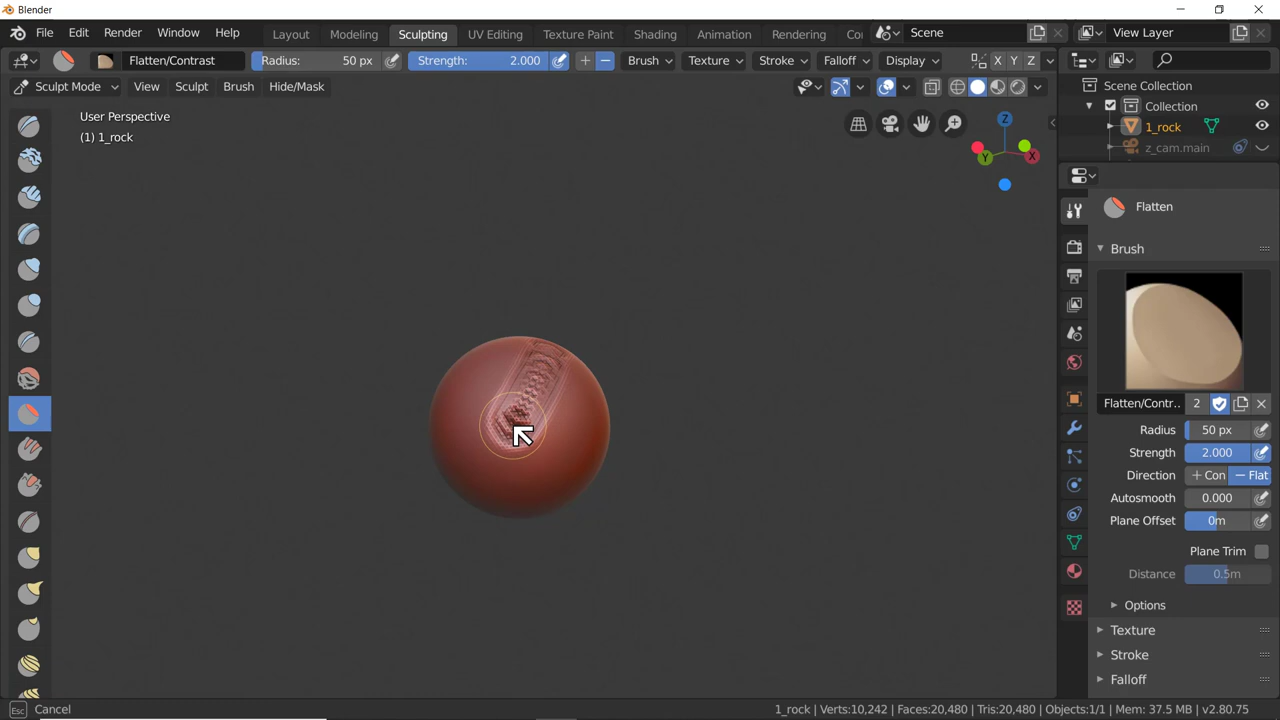 Blender
File Edit Render Window Help Layout Modeling Sculpting UV Editing Texture Paint Shading Animation Rendering Co Scene View Layer
Flatten/Contrast Radius: 50 px Strength: 2.000 Brush Texture Stroke Falloff Display X Y Z
Sculpt Mode View Sculpt Brush Hide/Mask
Scene Collection
Collection
1_rock
z_cam.main
User Perspective
(1) 1_rock
Z
Y
X
Flatten
Brush
Flatten/Contr.. 2
Radius 50 px
Strength 2.000
Direction + Con − Flat
Autosmooth 0.000
Plane Offset 0m
Plane Trim
Distance 0.5m
Options
Texture
Stroke
Falloff
Esc Cancel
1_rock | Verts:10,242 | Faces:20,480 | Tris:20,480 | Objects:1/1 | Mem: 37.5 MB | v2.80.75